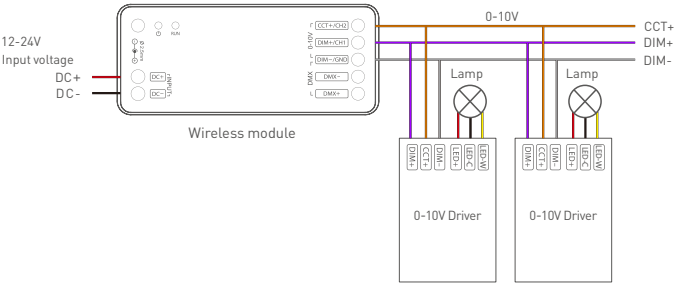 12-24V
Input voltage
DC+
DC-
RUN
DC+
DC-
INPUT
0-10V
DMX
CCT+/CH2
DIM+/CH1
DIM-/GND
DMX-
DMX+
Wireless module
0-10V
CCT+
DIM+
DIM-
Lamp
Lamp
DIM+
CCT+
DIM-
LED+
LED-C
LED-W
0-10V Driver
DIM+
CCT+
DIM-
LED+
LED-C
LED-W
0-10V Driver